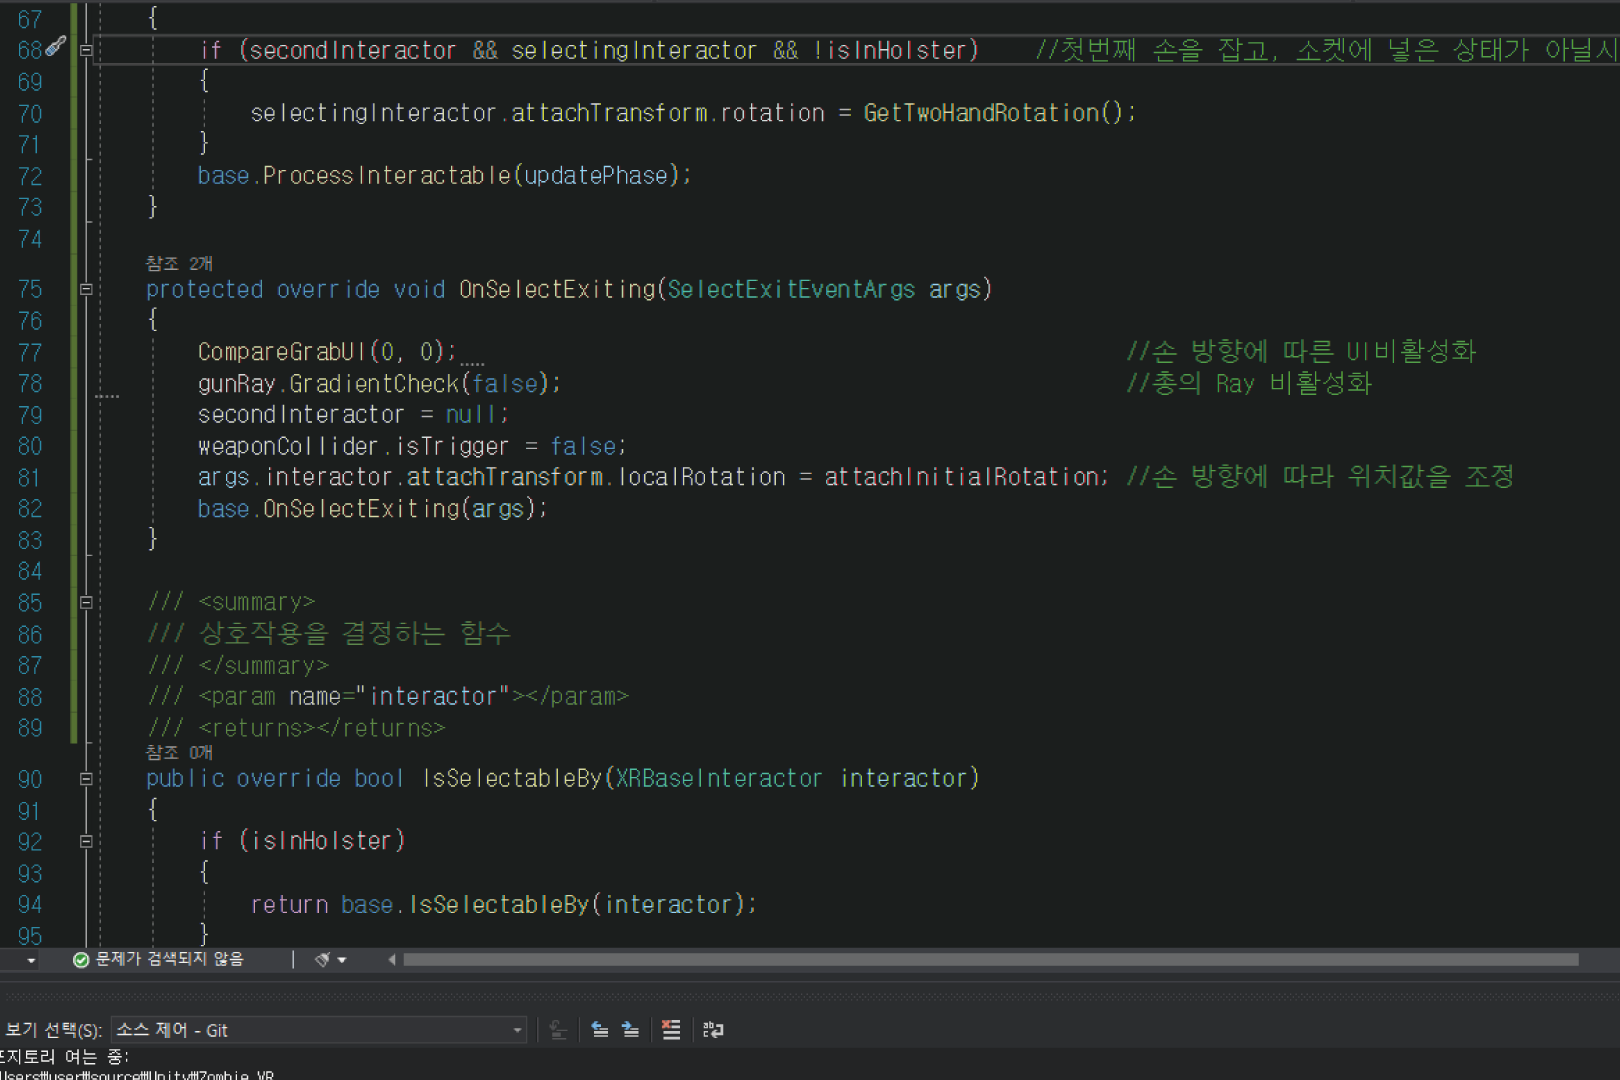 67 {
68 if (secondInteractor && selectingInteractor && !isInHolster) //첫번째 손을 잡고, 소켓에 넣은 상태가 아닐시
69 {
70 selectingInteractor.attachTransform.rotation = GetTwoHandRotation();
71 }
72 base.ProcessInteractable(updatePhase);
73 }
74
참조 2개
75 protected override void OnSelectExiting(SelectExitEventArgs args)
76 {
77 CompareGrabUI(0, 0); //손 방향에 따른 UI비활성화
78 gunRay.GradientCheck(false); //총의 Ray 비활성화
79 secondInteractor = null;
80 weaponCollider.isTrigger = false;
81 args.interactor.attachTransform.localRotation = attachInitialRotation; //손 방향에 따라 위치값을 조정
82 base.OnSelectExiting(args);
83 }
84
85 /// <summary>
86 /// 상호작용을 결정하는 함수
87 /// </summary>
88 /// <param name="interactor"></param>
89 /// <returns></returns>
참조 0개
90 public override bool IsSelectableBy(XRBaseInteractor interactor)
91 {
92 if (isInHolster)
93 {
94 return base.IsSelectableBy(interactor);
95 }
문제가 검색되지 않음
보기 선택(S): 소스 제어 - Git
포지토리 여는 중:
Users₩user₩source₩Unity₩Zombie_VR